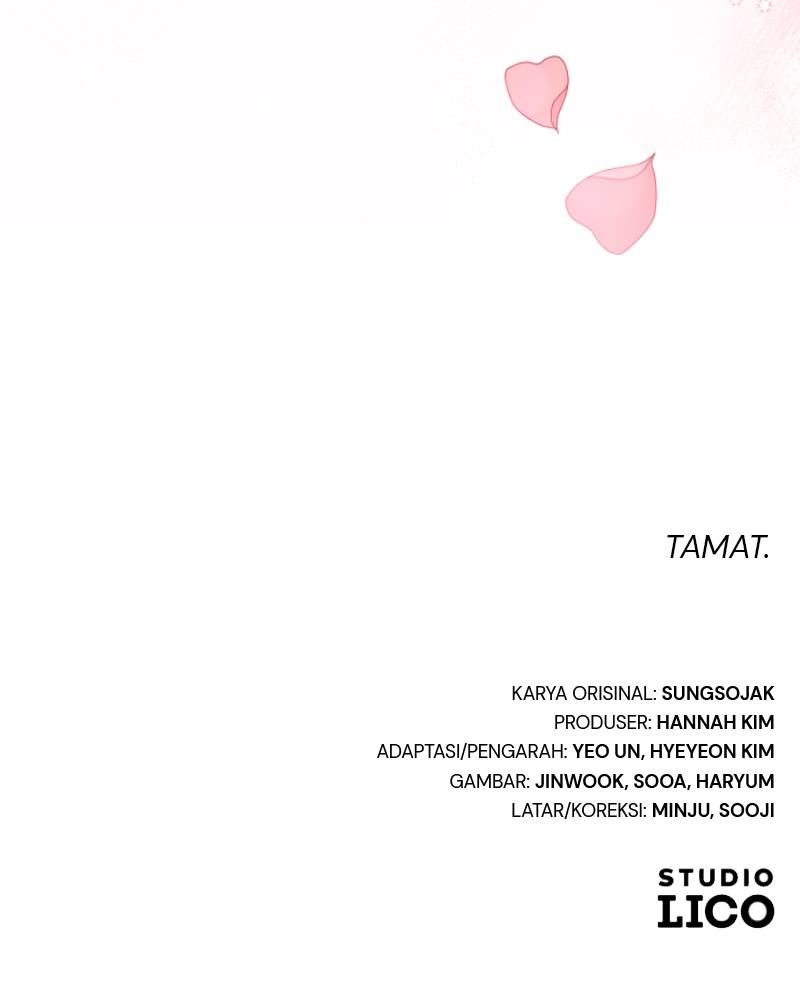 TAMAT.
KARYA ORISINAL: SUNGSOJAK
PRODUSER: HANNAH KIM
ADAPTASI/PENGARAH: YEO UN, HYEYEON KIM
GAMBAR: JINWOOK, SOOA, HARYUM
LATAR/KOREKSI: MINJU, SOOJI
STUDIO
LICO